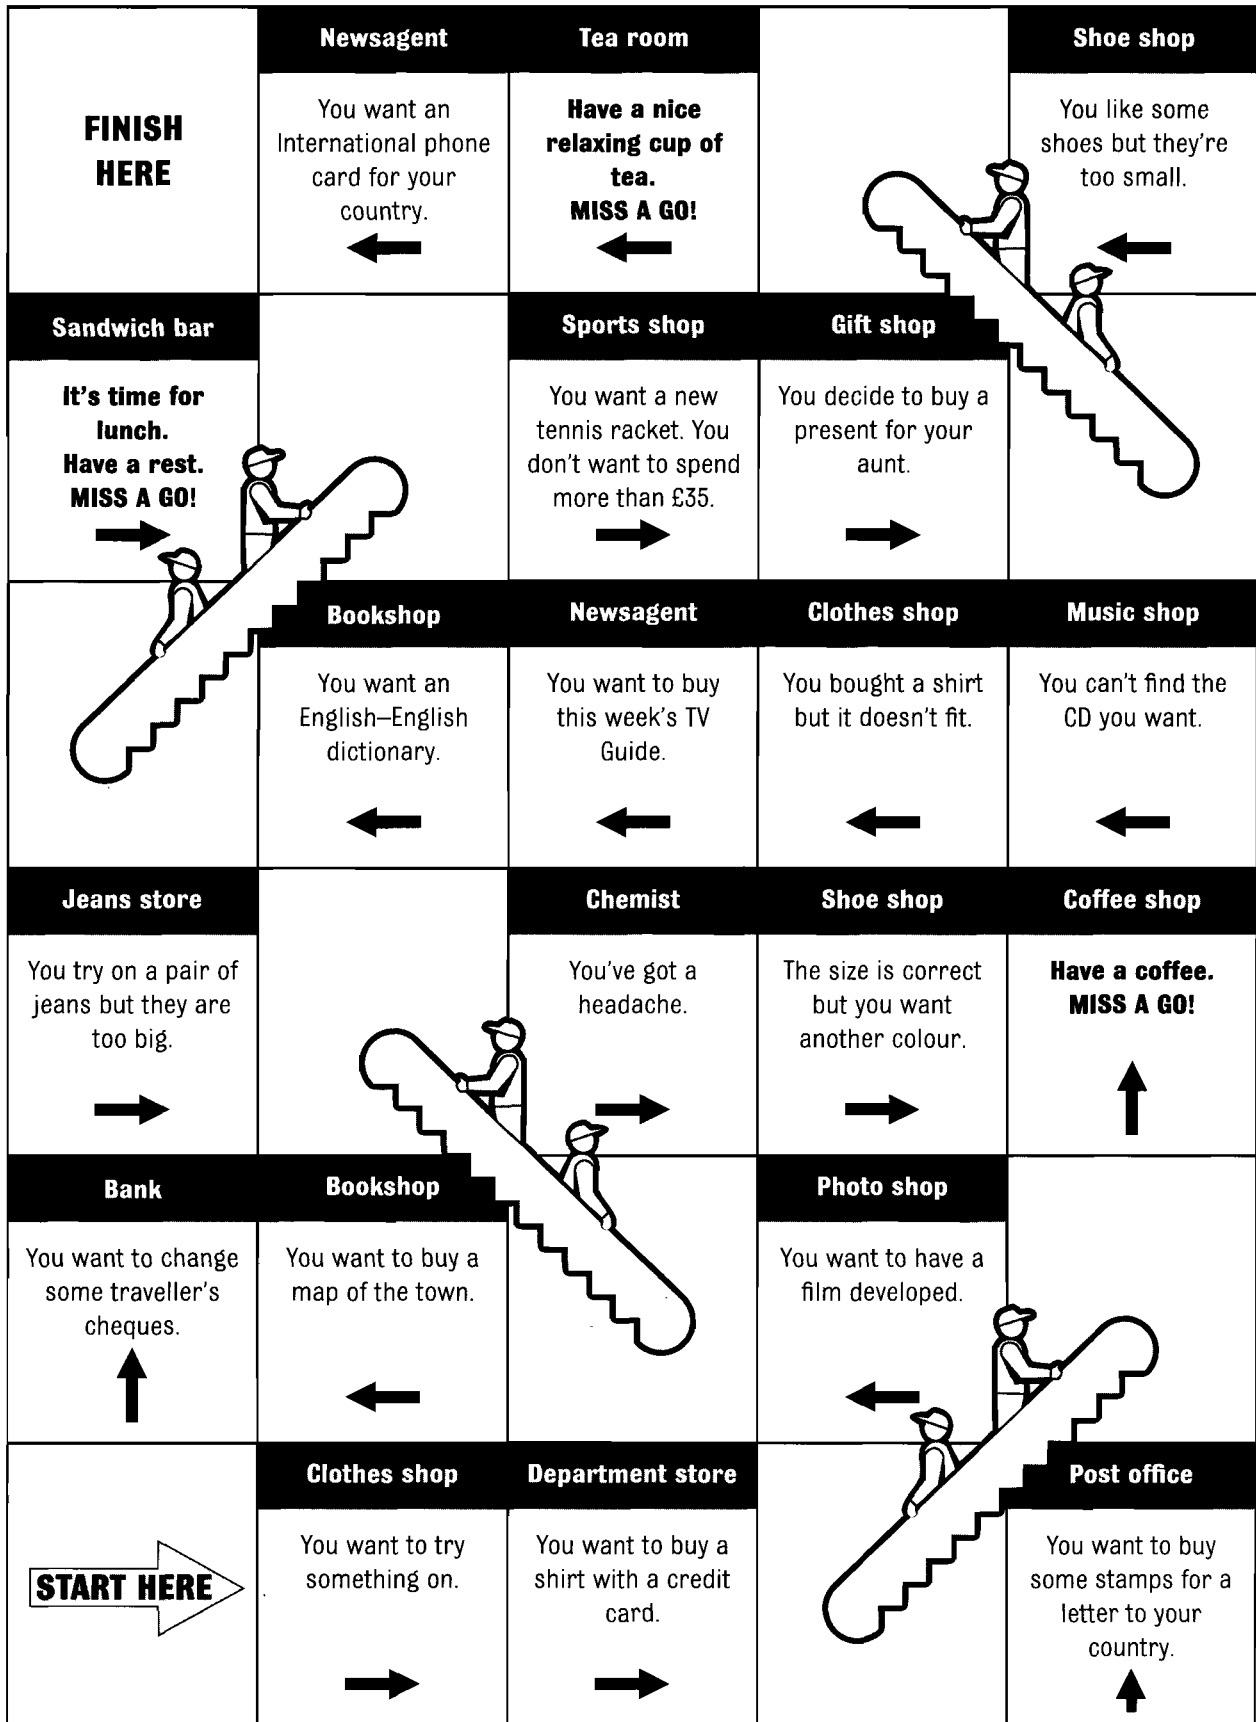 FINISH
HERE
Newsagent
You want an
International phone
card for your
country.
Tea room
Have a nice
relaxing cup of
tea.
MISS A GO!
Shoe shop
You like some
shoes but they're
too small.
Sandwich bar
It's time for
lunch.
Have a rest.
MISS A GO!
Sports shop
You want a new
tennis racket. You
don't want to spend
more than £35.
Gift shop
You decide to buy a
present for your
aunt.
Bookshop
You want an
English–English
dictionary.
Newsagent
You want to buy
this week's TV
Guide.
Clothes shop
You bought a shirt
but it doesn't fit.
Music shop
You can't find the
CD you want.
Jeans store
You try on a pair of
jeans but they are
too big.
Chemist
You've got a
headache.
Shoe shop
The size is correct
but you want
another colour.
Coffee shop
Have a coffee.
MISS A GO!
Bank
You want to change
some traveller's
cheques.
Bookshop
You want to buy a
map of the town.
Photo shop
You want to have a
film developed.
START HERE
Clothes shop
You want to try
something on.
Department store
You want to buy a
shirt with a credit
card.
Post office
You want to buy
some stamps for a
letter to your
country.